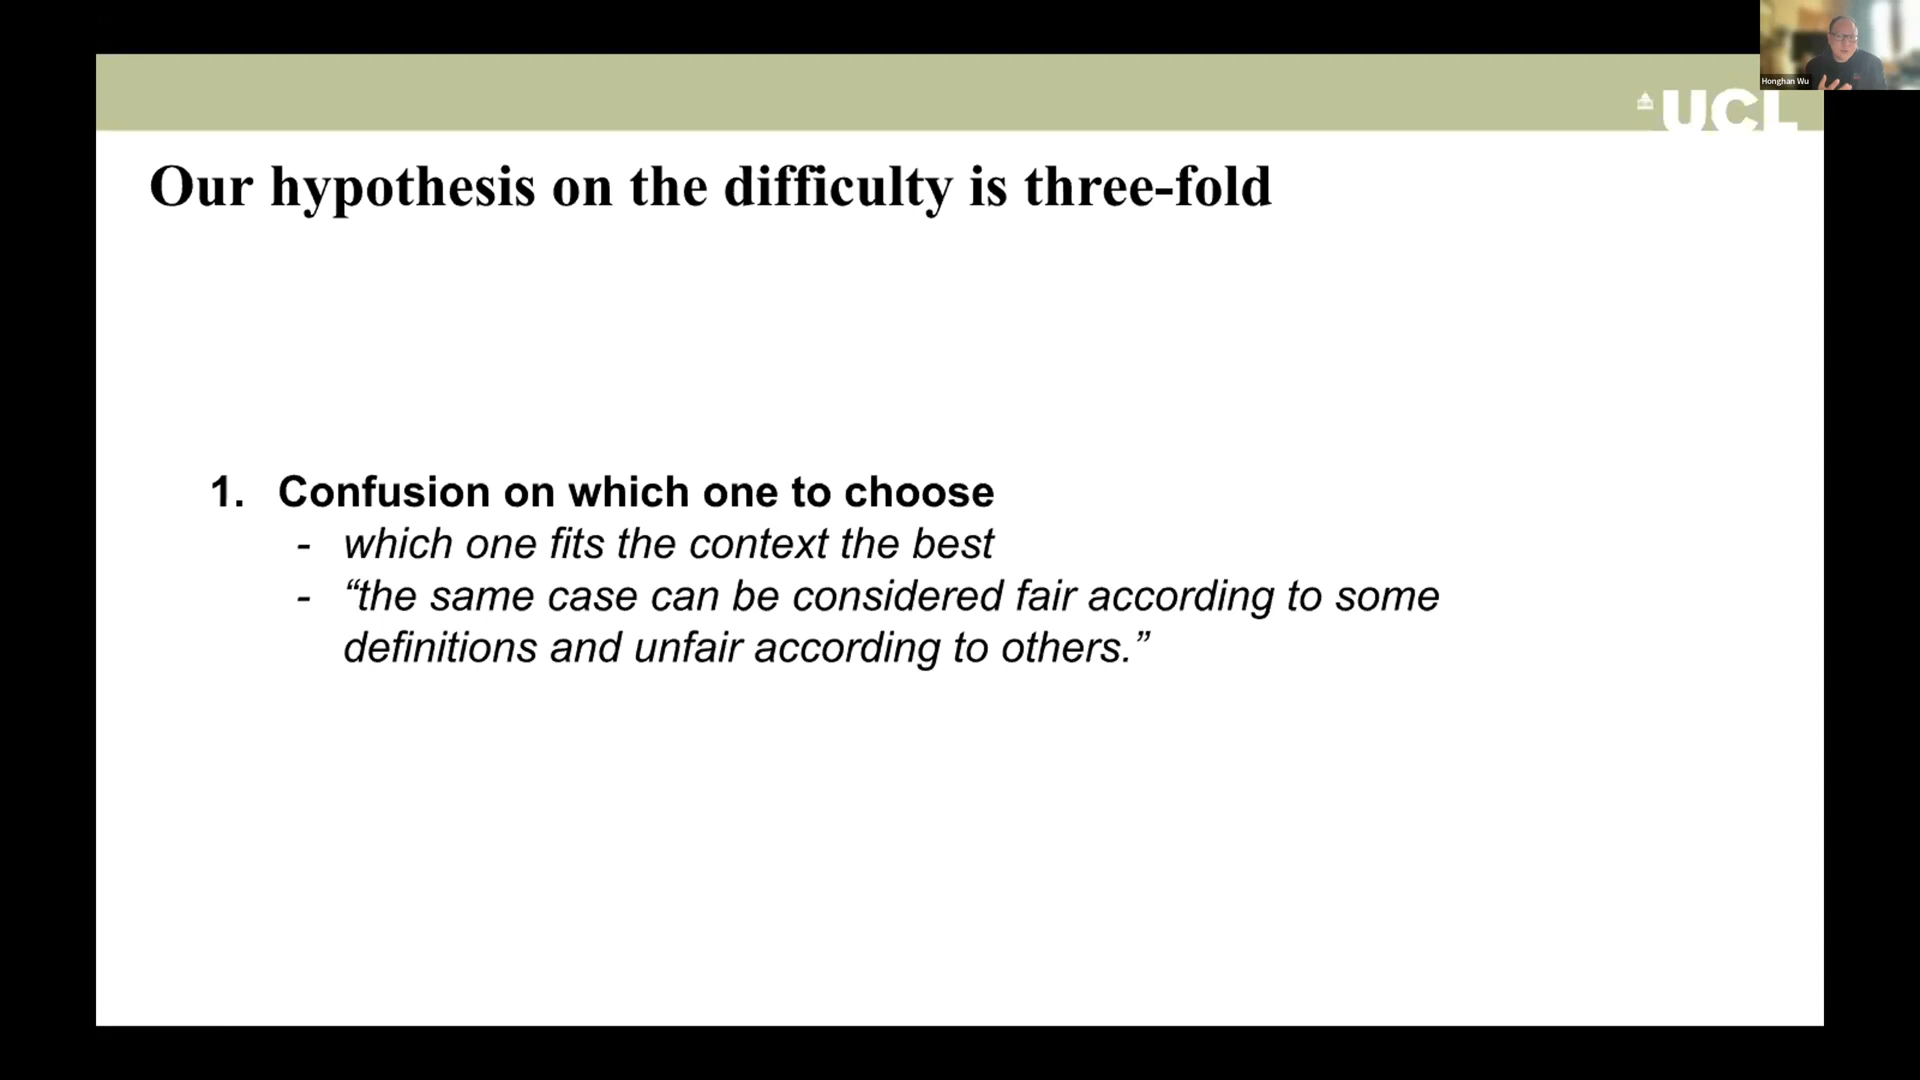 Honghan Wu
UCL
Our hypothesis on the difficulty is three-fold
1. Confusion on which one to choose
- which one fits the context the best
- “the same case can be considered fair according to some
definitions and unfair according to others.”